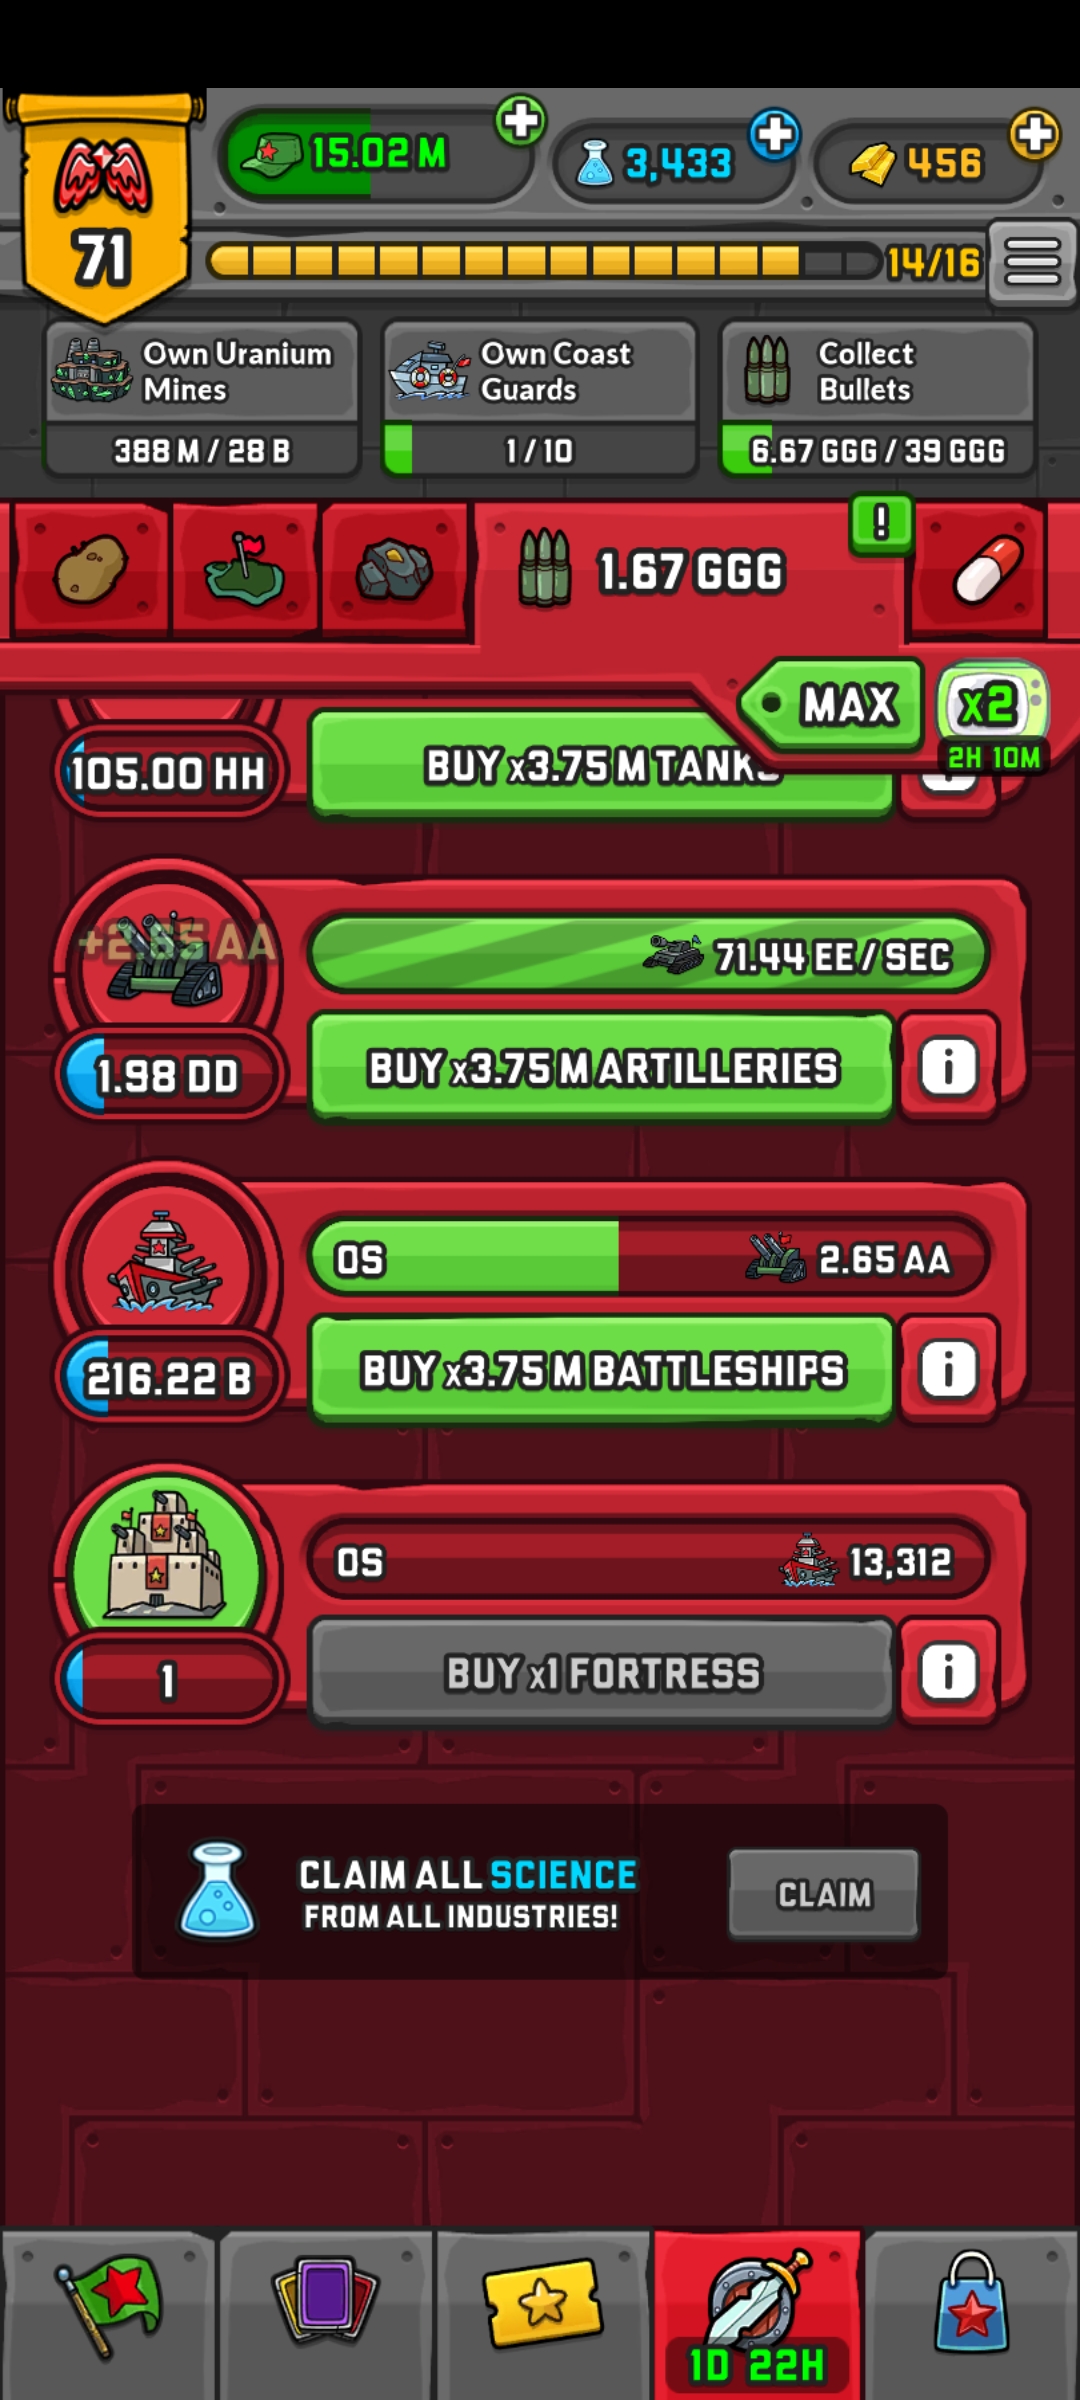 15.02 M
3,433
456
71
14/16
Own Uranium
Mines
388 M / 28 B
Own Coast
Guards
1 / 10
Collect
Bullets
6.67 GGG / 39 GGG
1.67 GGG
!
MAX
x2
2H 10M
105.00 HH
BUY x3.75 M TANKS
+2.65 AA
71.44 EE / SEC
1.98 DD
BUY x3.75 M ARTILLERIES
i
0S
2.65 AA
216.22 B
BUY x3.75 M BATTLESHIPS
i
0S
13,312
1
BUY x1 FORTRESS
i
CLAIM ALL SCIENCE
FROM ALL INDUSTRIES!
CLAIM
1D 22H